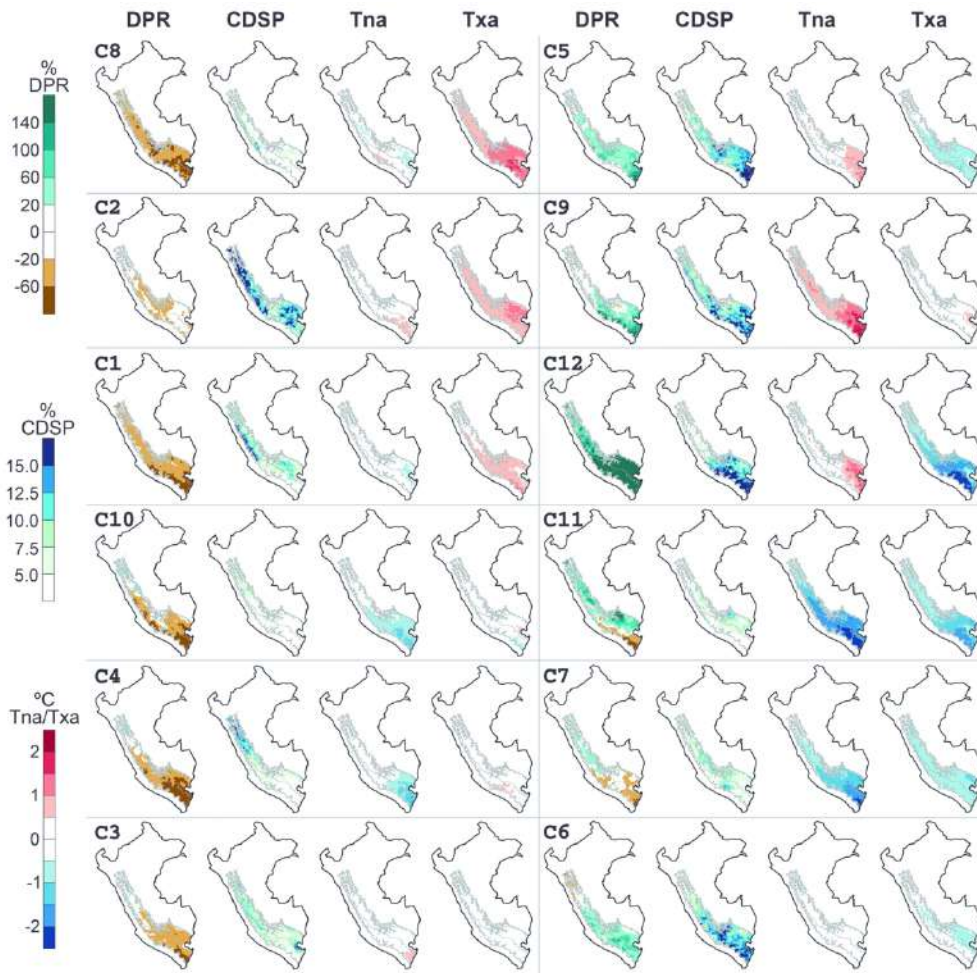 DPR CDSP Tna Txa DPR CDSP Tna Txa
C8 C5
%
DPR
140
100
60
20
0
-20
-60
C2 C9
C1 C12
%
CDSP
15.0
12.5
10.0
7.5
5.0
C10 C11
C4 C7
°C
Tna/Txa
2
1
0
-1
-2
C3 C6